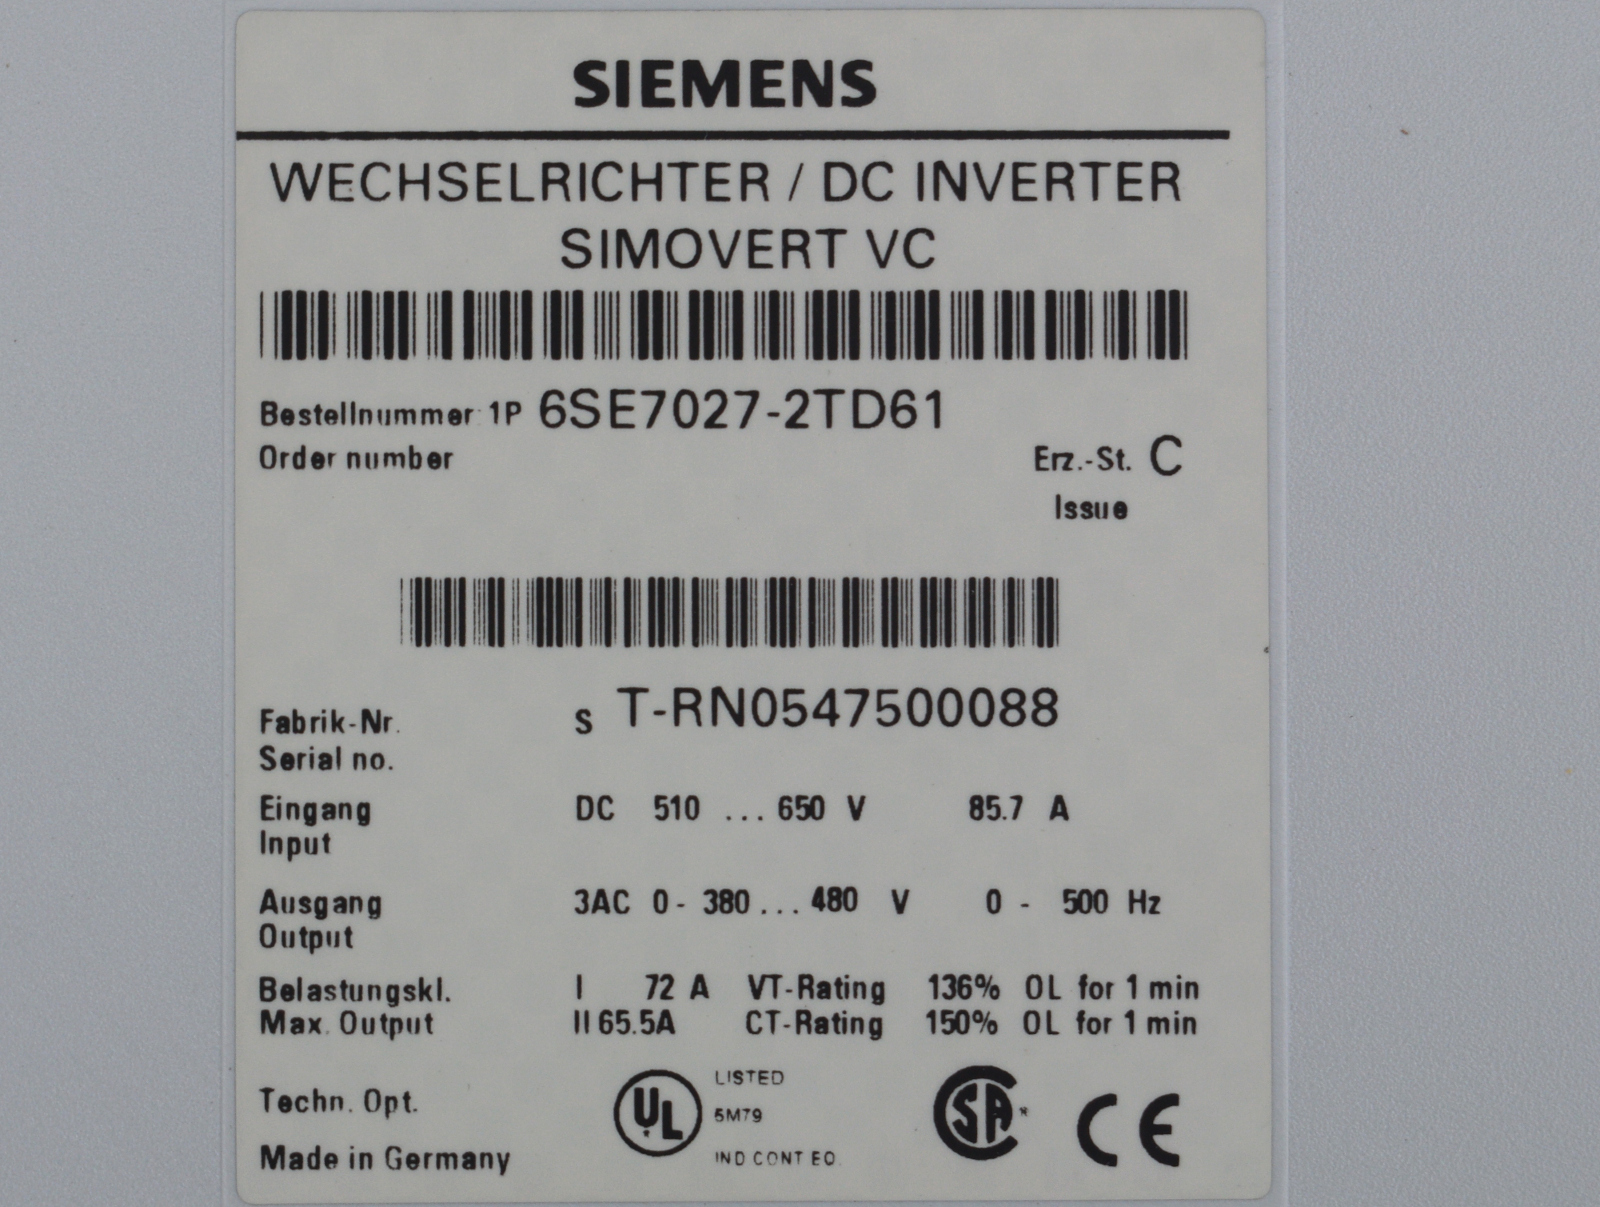 SIEMENS
WECHSELRICHTER / DC INVERTER
SIMOVERT VC
Bestellnummer 1P 6SE7027-2TD61
Order number
Erz.-St. C
Issue
Fabrik-Nr. S T-RN0547500088
Serial no.
Eingang DC 510 ... 650 V 85.7 A
Input
Ausgang 3AC 0 - 380 ... 480 V 0 - 500 Hz
Output
Belastungskl. I 72 A VT-Rating 136% OL for 1 min
Max. Output II 65.5A CT-Rating 150% OL for 1 min
Techn. Opt.
UL LISTED
5M79
IND CONT EQ.
SA
CE
Made in Germany